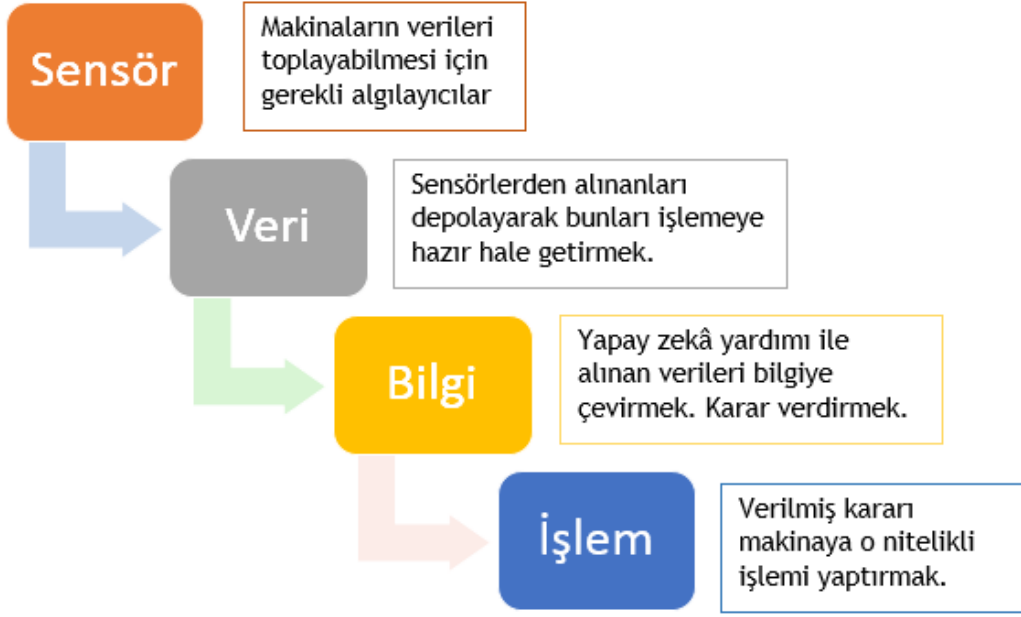 Sensör
Makinaların verileri
toplayabilmesi için
gerekli algılayıcılar
Veri
Sensörlerden alınanları
depolayarak bunları işlemeye
hazır hale getirmek.
Bilgi
Yapay zekâ yardımı ile
alınan verileri bilgiye
çevirmek. Karar verdirmek.
İşlem
Verilmiş kararı
makinaya o nitelikli
işlemi yaptırmak.